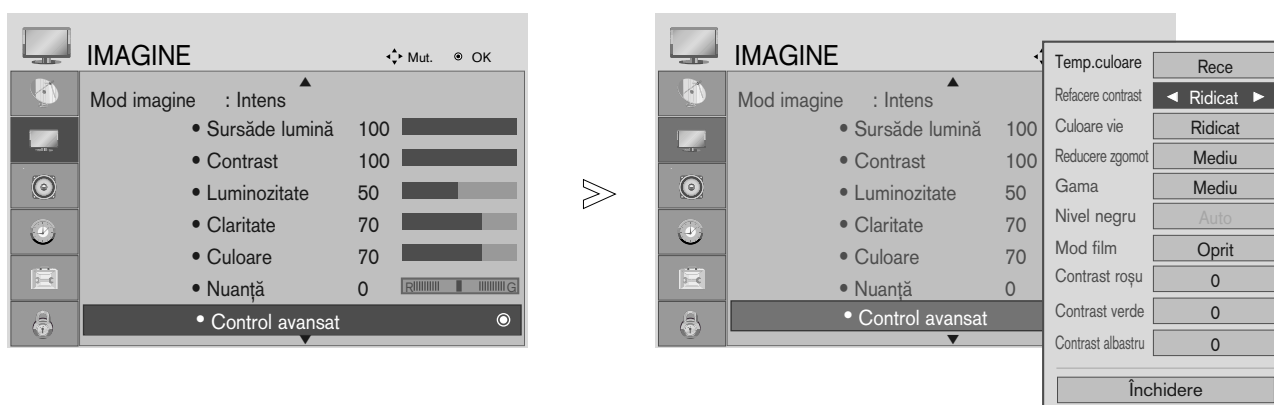 IMAGINE Mut. OK
Mod imagine : Intens
• Sursăde lumină 100
• Contrast 100
• Luminozitate 50
• Claritate 70
• Culoare 70
• Nuanță 0 R G
• Control avansat
IMAGINE
Mod imagine : Intens
• Sursăde lumină 100
• Contrast 100
• Luminozitate 50
• Claritate 70
• Culoare 70
• Nuanță 0
• Control avansat
Temp.culoare Rece
Refacere contrast ◄ Ridicat ►
Culoare vie Ridicat
Reducere zgomot Mediu
Gama Mediu
Nivel negru Auto
Mod film Oprit
Contrast roșu 0
Contrast verde 0
Contrast albastru 0
Închidere